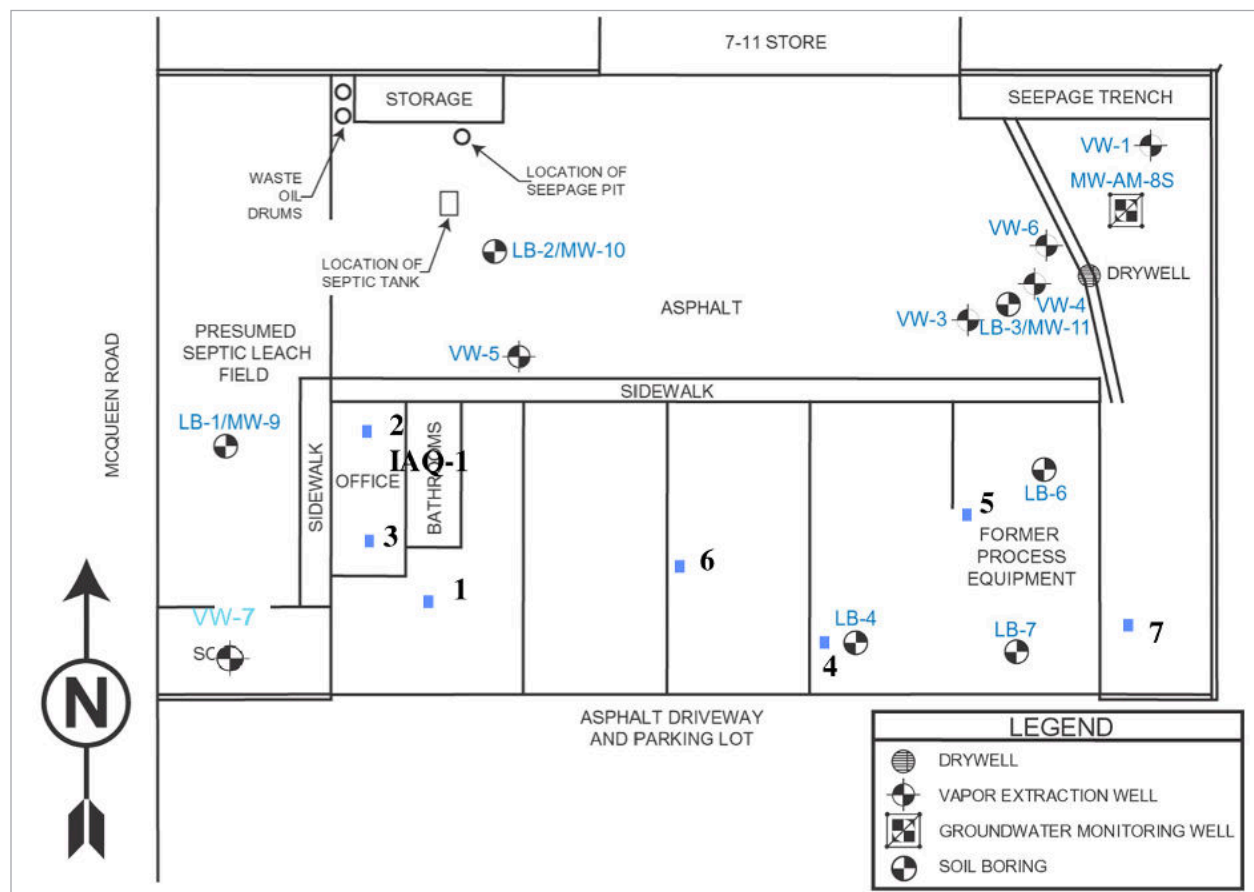 7-11 STORE
STORAGE
SEEPAGE TRENCH
VW-1
WASTE
OIL
DRUMS
LOCATION OF
SEEPAGE PIT
MW-AM-8S
VW-6
LB-2/MW-10
LOCATION OF
SEPTIC TANK
DRYWELL
ASPHALT
VW-4
VW-3
LB-3/MW-11
PRESUMED
SEPTIC LEACH
FIELD
VW-5
SIDEWALK
MCQUEEN ROAD
LB-1/MW-9
SIDEWALK
2
IAQ-1
OFFICE
BATHROOMS
3
1
6
5
LB-6
FORMER
PROCESS
EQUIPMENT
VW-7
LB-4
4
LB-7
7
N
ASPHALT DRIVEWAY
AND PARKING LOT
LEGEND
DRYWELL
VAPOR EXTRACTION WELL
GROUNDWATER MONITORING WELL
SOIL BORING